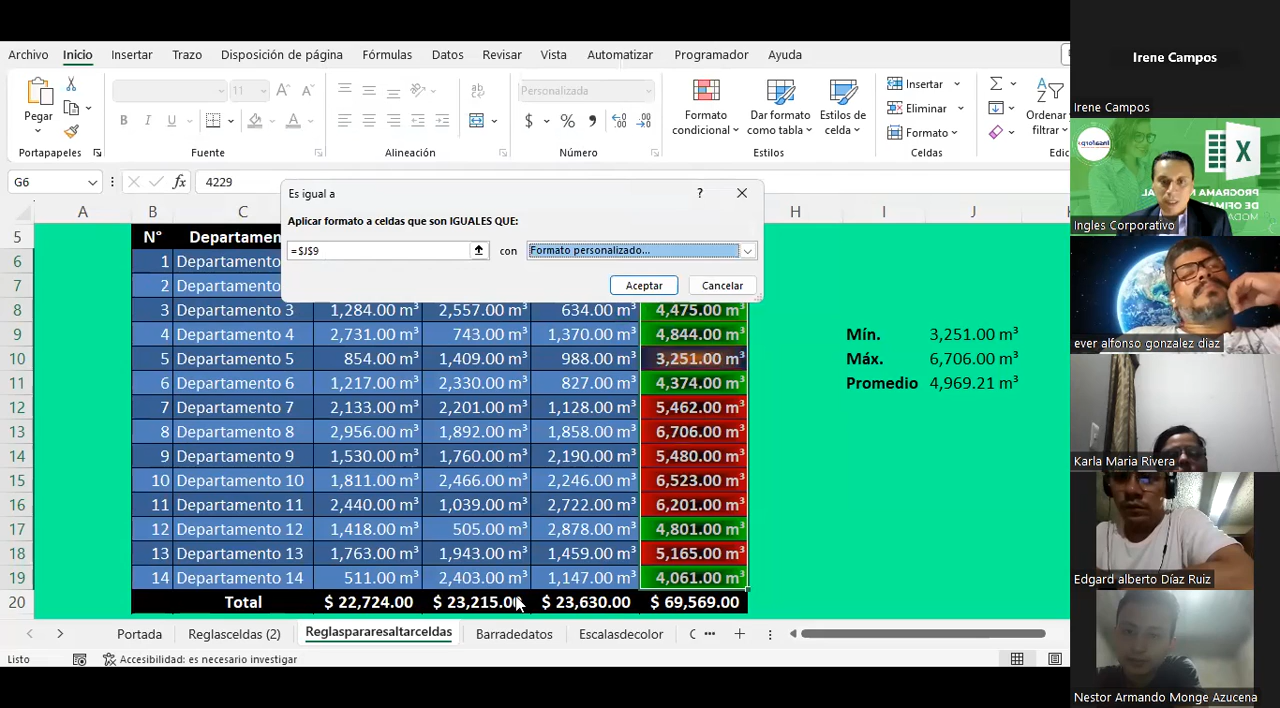 Archivo Inicio Insertar Trazo Disposición de página Fórmulas Datos Revisar Vista Automatizar Programador Ayuda
Pegar
11
Personalizada
Formato condicional
Dar formato como tabla
Estilos de celda
Insertar
Eliminar
Formato
Ordenar
filtrar
Portapapeles Fuente Alineación Número Estilos Celdas
G6 fx 4229
Es igual a ?
Aplicar formato a celdas que son IGUALES QUE:
=$J$9 con Formato personalizado...
Aceptar Cancelar
A B C H I J
5 N° Departamen
6 1 Departamento
7 2 Departamento
8 3 Departamento 3 1,284.00 m³ 2,557.00 m³ 634.00 m³ 4,475.00 m³
9 4 Departamento 4 2,731.00 m³ 743.00 m³ 1,370.00 m³ 4,844.00 m³ Mín. 3,251.00 m³
10 5 Departamento 5 854.00 m³ 1,409.00 m³ 988.00 m³ 3,251.00 m³ Máx. 6,706.00 m³
11 6 Departamento 6 1,217.00 m³ 2,330.00 m³ 827.00 m³ 4,374.00 m³ Promedio 4,969.21 m³
12 7 Departamento 7 2,133.00 m³ 2,201.00 m³ 1,128.00 m³ 5,462.00 m³
13 8 Departamento 8 2,956.00 m³ 1,892.00 m³ 1,858.00 m³ 6,706.00 m³
14 9 Departamento 9 1,530.00 m³ 1,760.00 m³ 2,190.00 m³ 5,480.00 m³
15 10 Departamento 10 1,811.00 m³ 2,466.00 m³ 2,246.00 m³ 6,523.00 m³
16 11 Departamento 11 2,440.00 m³ 1,039.00 m³ 2,722.00 m³ 6,201.00 m³
17 12 Departamento 12 1,418.00 m³ 505.00 m³ 2,878.00 m³ 4,801.00 m³
18 13 Departamento 13 1,763.00 m³ 1,943.00 m³ 1,459.00 m³ 5,165.00 m³
19 14 Departamento 14 511.00 m³ 2,403.00 m³ 1,147.00 m³ 4,061.00 m³
20 Total $ 22,724.00 $ 23,215.00 $ 23,630.00 $ 69,569.00
Portada Reglasceldas (2) Reglaspararesaltarceldas Barradedatos Escalasdecolor
Listo Accesibilidad: es necesario investigar
Irene Campos
Irene Campos
Ingles Corporativo
ever alfonso gonzalez diaz
Karla Maria Rivera
Edgard alberto Díaz Ruiz
Nestor Armando Monge Azucena